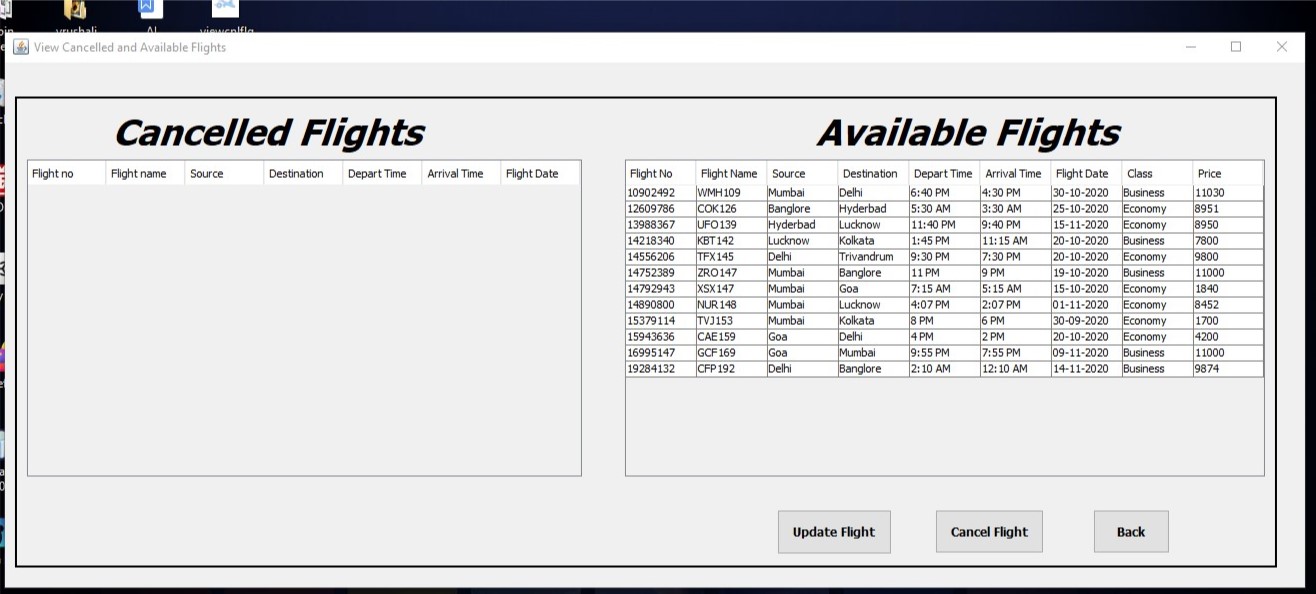 vrushali AI viewcnlflg
View Cancelled and Available Flights
Cancelled Flights
Flight no Flight name Source Destination Depart Time Arrival Time Flight Date
Available Flights
Flight No Flight Name Source Destination Depart Time Arrival Time Flight Date Class Price
10902492 WMH109 Mumbai Delhi 6:40 PM 4:30 PM 30-10-2020 Business 11030
12609786 COK126 Banglore Hyderbad 5:30 AM 3:30 AM 25-10-2020 Economy 8951
13988367 UFO139 Hyderbad Lucknow 11:40 PM 9:40 PM 15-11-2020 Economy 8950
14218340 KBT142 Lucknow Kolkata 1:45 PM 11:15 AM 20-10-2020 Business 7800
14556206 TFX145 Delhi Trivandrum 9:30 PM 7:30 PM 20-10-2020 Economy 9800
14752389 ZRO147 Mumbai Banglore 11 PM 9 PM 19-10-2020 Business 11000
14792943 XSX147 Mumbai Goa 7:15 AM 5:15 AM 15-10-2020 Economy 1840
14890800 NUR148 Mumbai Lucknow 4:07 PM 2:07 PM 01-11-2020 Economy 8452
15379114 TVJ153 Mumbai Kolkata 8 PM 6 PM 30-09-2020 Economy 1700
15943636 CAE159 Goa Delhi 4 PM 2 PM 20-10-2020 Economy 4200
16995147 GCF169 Goa Mumbai 9:55 PM 7:55 PM 09-11-2020 Business 11000
19284132 CFP192 Delhi Banglore 2:10 AM 12:10 AM 14-11-2020 Business 9874
Update Flight Cancel Flight Back